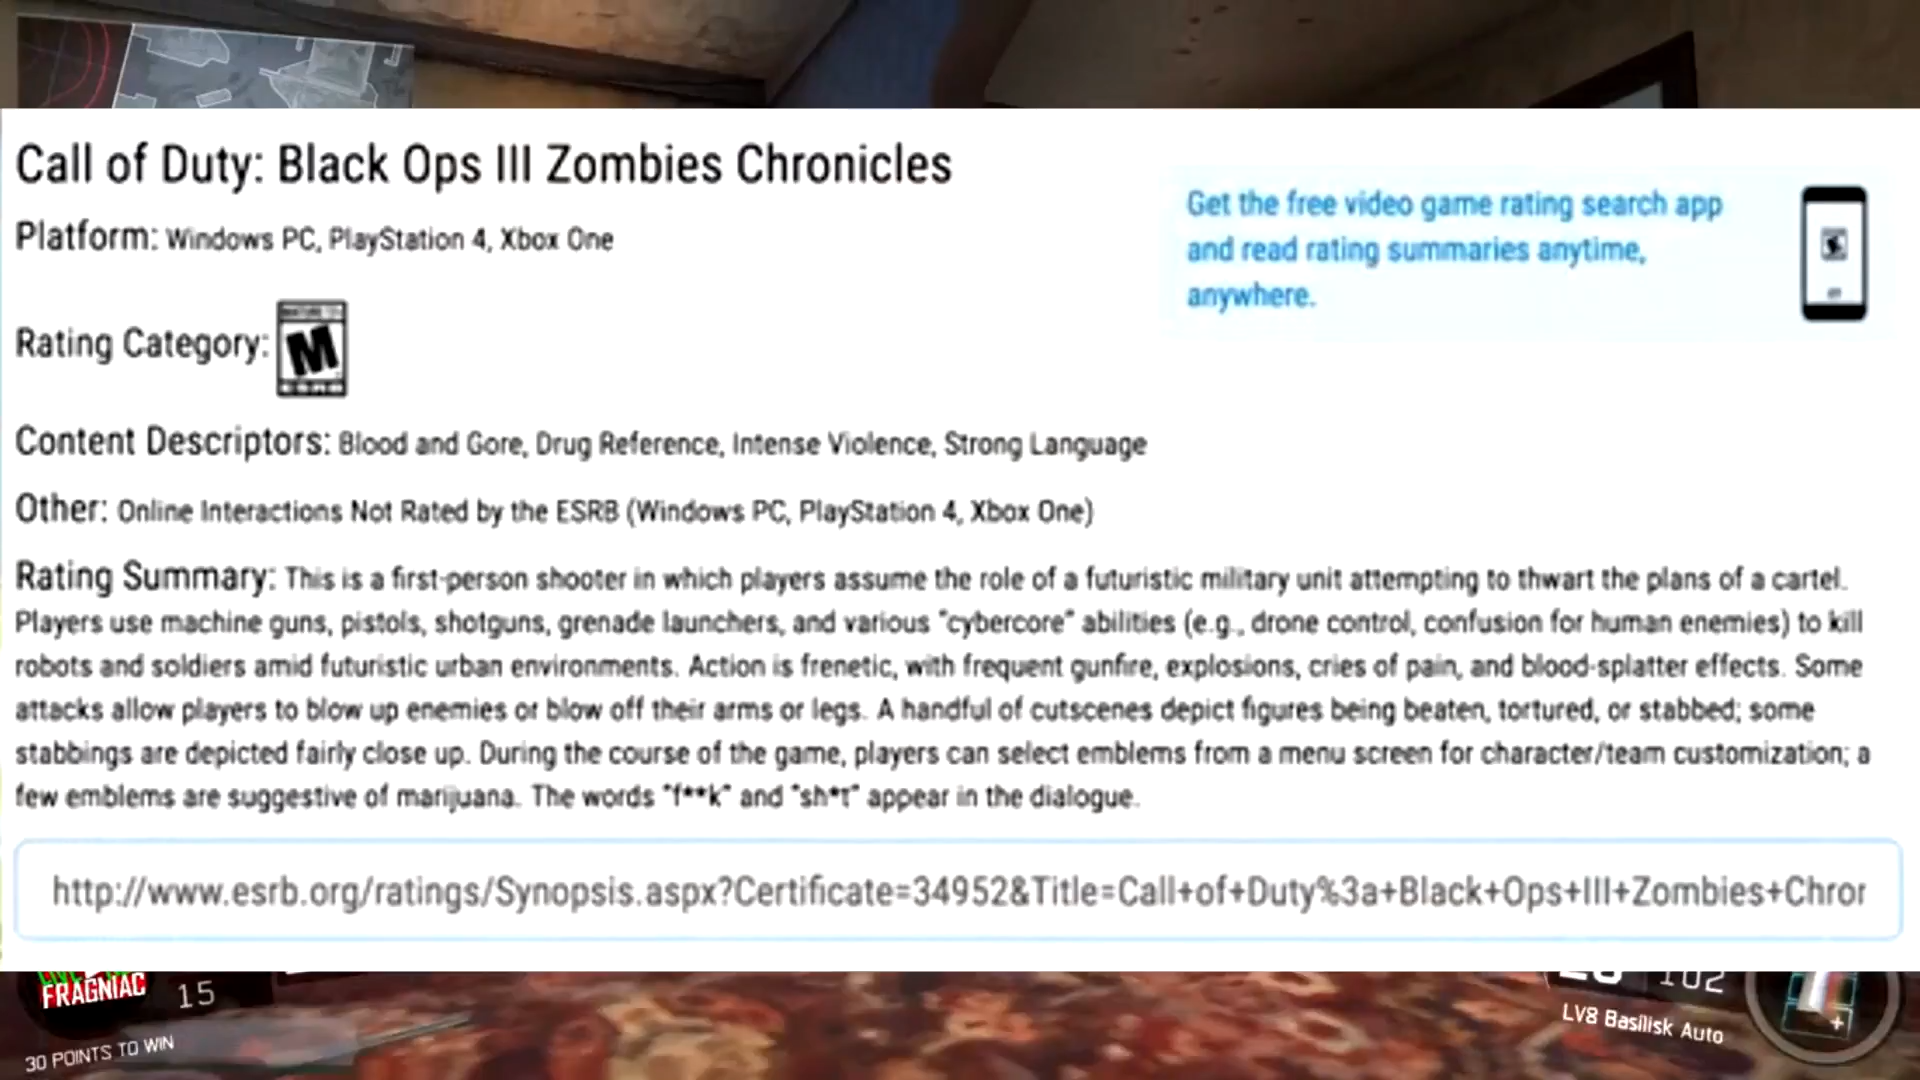 Call of Duty: Black Ops III Zombies Chronicles
Platform: Windows PC, PlayStation 4, Xbox One
Get the free video game rating search app
and read rating summaries anytime,
anywhere.
Rating Category: M
Content Descriptors: Blood and Gore, Drug Reference, Intense Violence, Strong Language
Other: Online Interactions Not Rated by the ESRB (Windows PC, PlayStation 4, Xbox One)
Rating Summary: This is a first-person shooter in which players assume the role of a futuristic military unit attempting to thwart the plans of a cartel.
Players use machine guns, pistols, shotguns, grenade launchers, and various "cybercore" abilities (e.g., drone control, confusion for human enemies) to kill
robots and soldiers amid futuristic urban environments. Action is frenetic, with frequent gunfire, explosions, cries of pain, and blood-splatter effects. Some
attacks allow players to blow up enemies or blow off their arms or legs. A handful of cutscenes depict figures being beaten, tortured, or stabbed; some
stabbings are depicted fairly close up. During the course of the game, players can select emblems from a menu screen for character/team customization; a
few emblems are suggestive of marijuana. The words "f**k" and "sh*t" appear in the dialogue.
http://www.esrb.org/ratings/Synopsis.aspx?Certificate=34952&Title=Call+of+Duty%3a+Black+Ops+III+Zombies+Chror
FRAGNIAC 15
102
LV8 Basilisk Auto
30 POINTS TO WIN